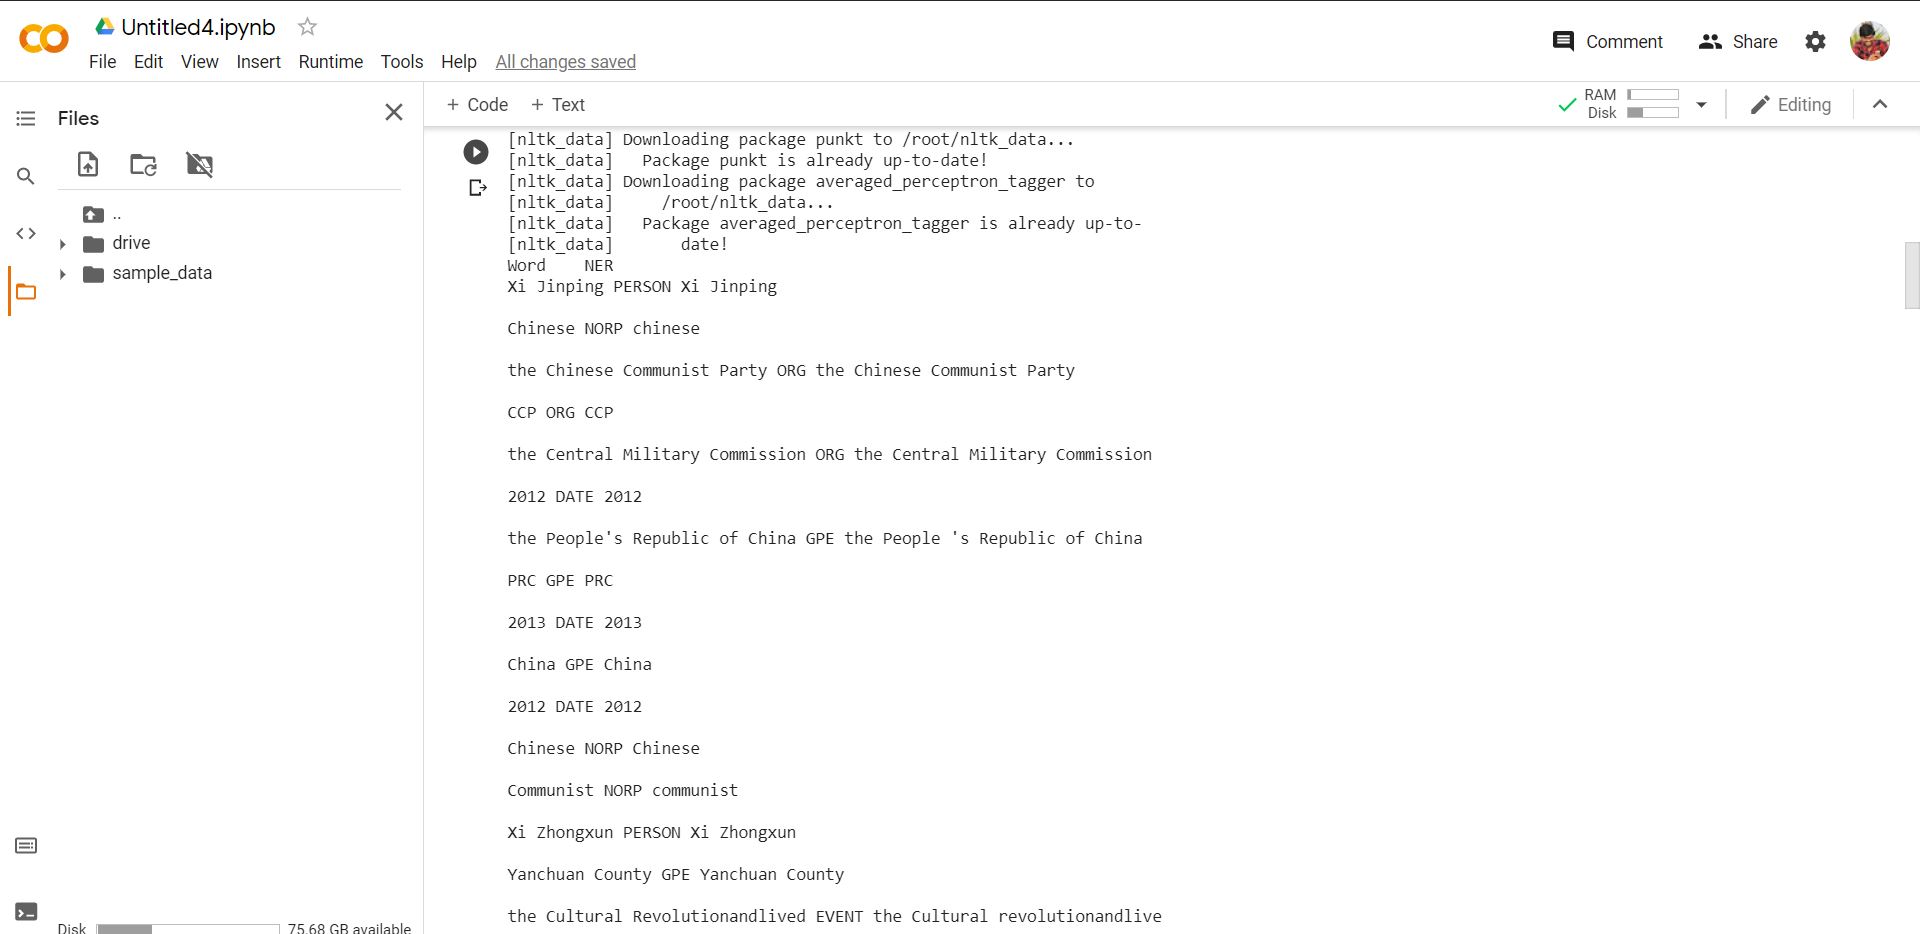 Untitled4.ipynb
File Edit View Insert Runtime Tools Help All changes saved
Comment Share
Files
..
drive
sample_data
Disk 75.68 GB available
+ Code + Text
RAM
Disk
Editing
[nltk_data] Downloading package punkt to /root/nltk_data...
[nltk_data]   Package punkt is already up-to-date!
[nltk_data] Downloading package averaged_perceptron_tagger to
[nltk_data]     /root/nltk_data...
[nltk_data]   Package averaged_perceptron_tagger is already up-to-
[nltk_data]       date!
Word    NER
Xi Jinping PERSON Xi Jinping
Chinese NORP chinese
the Chinese Communist Party ORG the Chinese Communist Party
CCP ORG CCP
the Central Military Commission ORG the Central Military Commission
2012 DATE 2012
the People's Republic of China GPE the People 's Republic of China
PRC GPE PRC
2013 DATE 2013
China GPE China
2012 DATE 2012
Chinese NORP Chinese
Communist NORP communist
Xi Zhongxun PERSON Xi Zhongxun
Yanchuan County GPE Yanchuan County
the Cultural Revolutionandlived EVENT the Cultural revolutionandlive